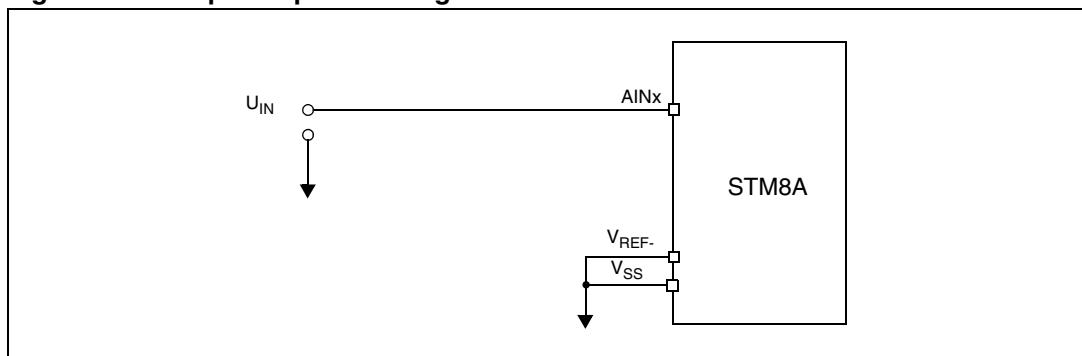 U_IN
AINx
STM8A
V_REF-
V_SS